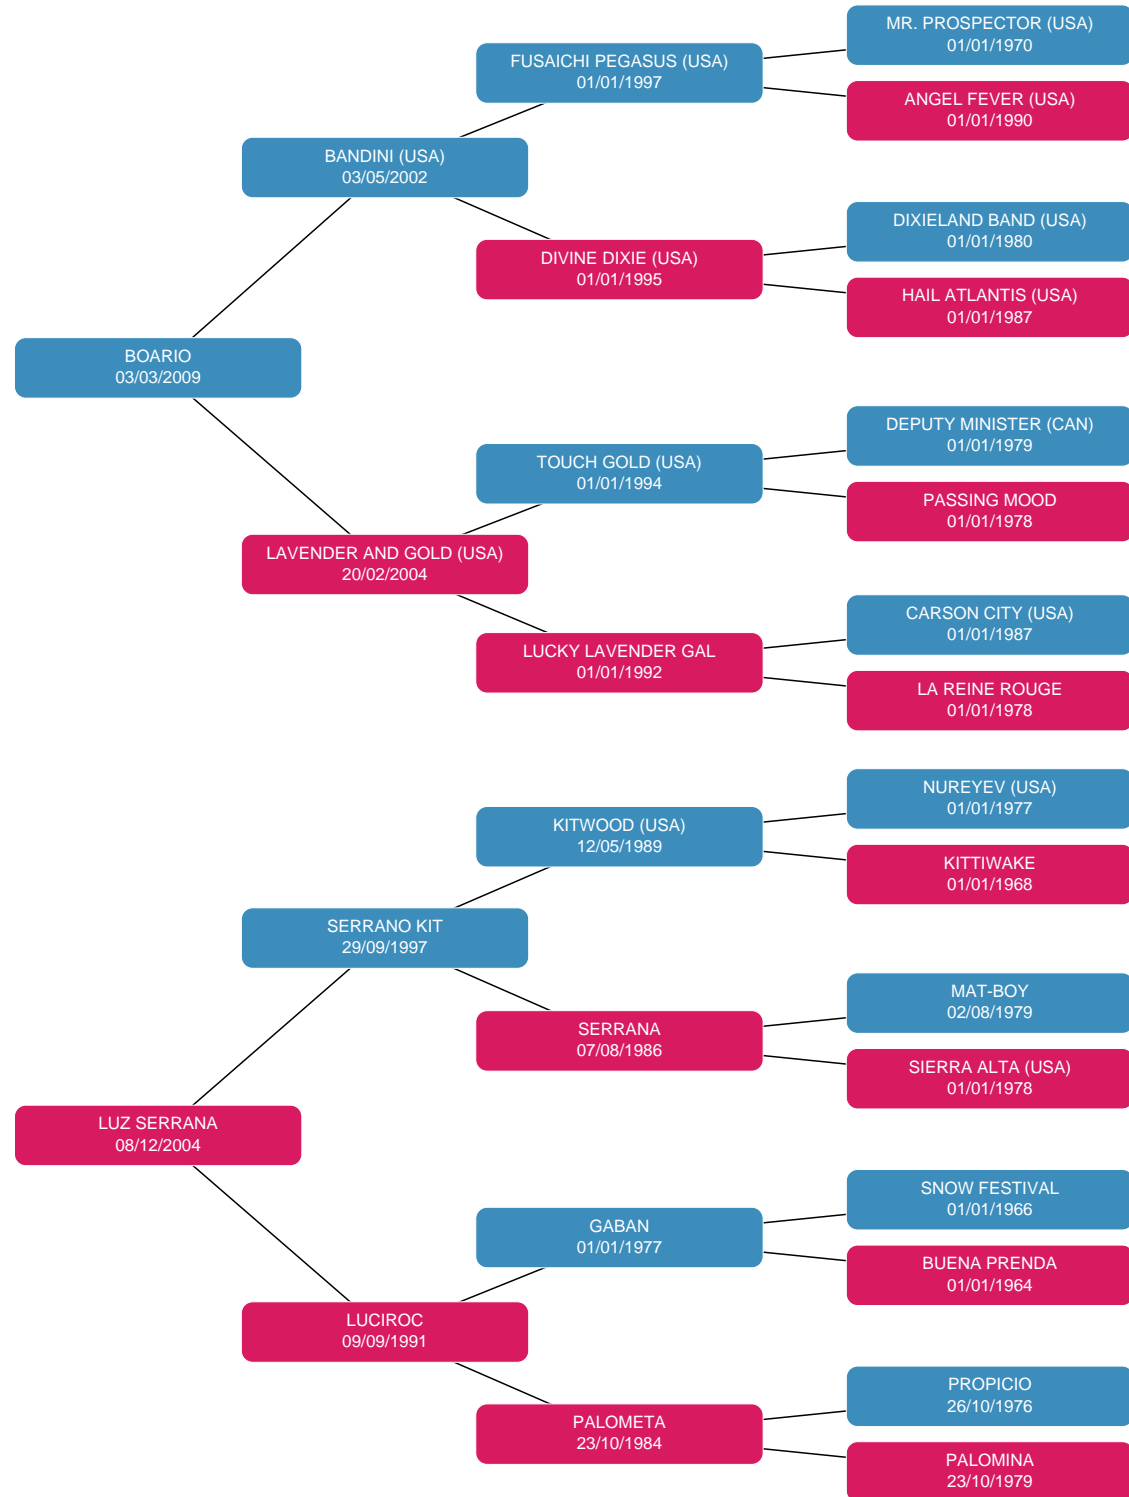 MR. PROSPECTOR (USA)
01/01/1970
FUSAICHI PEGASUS (USA)
01/01/1997
ANGEL FEVER (USA)
01/01/1990
BANDINI (USA)
03/05/2002
DIXIELAND BAND (USA)
01/01/1980
DIVINE DIXIE (USA)
01/01/1995
HAIL ATLANTIS (USA)
01/01/1987
BOARIO
03/03/2009
DEPUTY MINISTER (CAN)
01/01/1979
TOUCH GOLD (USA)
01/01/1994
PASSING MOOD
01/01/1978
LAVENDER AND GOLD (USA)
20/02/2004
CARSON CITY (USA)
01/01/1987
LUCKY LAVENDER GAL
01/01/1992
LA REINE ROUGE
01/01/1978
NUREYEV (USA)
01/01/1977
KITWOOD (USA)
12/05/1989
KITTIWAKE
01/01/1968
SERRANO KIT
29/09/1997
MAT-BOY
02/08/1979
SERRANA
07/08/1986
SIERRA ALTA (USA)
01/01/1978
LUZ SERRANA
08/12/2004
SNOW FESTIVAL
01/01/1966
GABAN
01/01/1977
BUENA PRENDA
01/01/1964
LUCIROC
09/09/1991
PROPICIO
26/10/1976
PALOMETA
23/10/1984
PALOMINA
23/10/1979